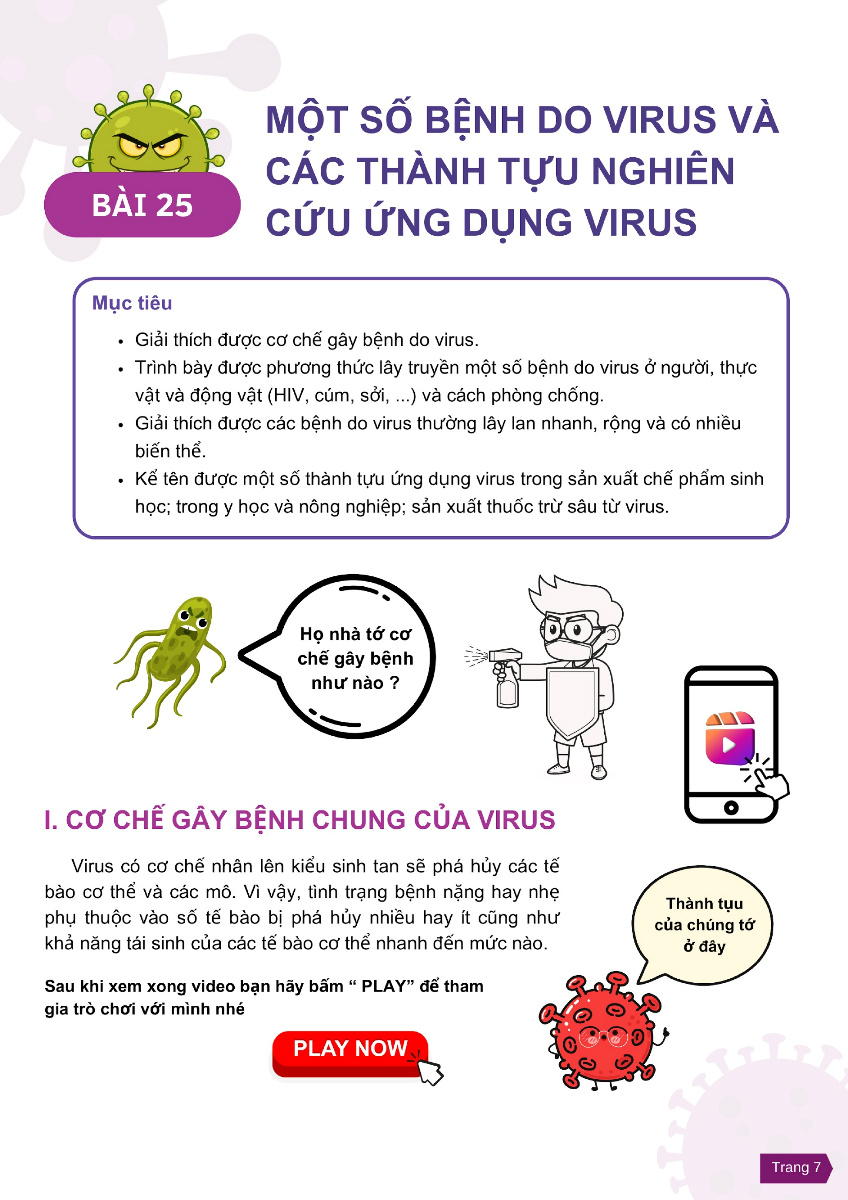 BÀI 25
MỘT SỐ BỆNH DO VIRUS VÀ
CÁC THÀNH TỰU NGHIÊN
CỨU ỨNG DỤNG VIRUS
Mục tiêu
• Giải thích được cơ chế gây bệnh do virus.
• Trình bày được phương thức lây truyền một số bệnh do virus ở người, thực
vật và động vật (HIV, cúm, sởi, ...) và cách phòng chống.
• Giải thích được các bệnh do virus thường lây lan nhanh, rộng và có nhiều
biến thể.
• Kể tên được một số thành tựu ứng dụng virus trong sản xuất chế phẩm sinh
học; trong y học và nông nghiệp; sản xuất thuốc trừ sâu từ virus.
Họ nhà tớ cơ
chế gây bệnh
như nào ?
I. CƠ CHẾ GÂY BỆNH CHUNG CỦA VIRUS
Virus có cơ chế nhân lên kiểu sinh tan sẽ phá hủy các tế
bào cơ thể và các mô. Vì vậy, tình trạng bệnh nặng hay nhẹ
phụ thuộc vào số tế bào bị phá hủy nhiều hay ít cũng như
khả năng tái sinh của các tế bào cơ thể nhanh đến mức nào.
Thành tụu
của chúng tớ
ở đây
Sau khi xem xong video bạn hãy bấm “ PLAY” để tham
gia trò chơi với mình nhé
PLAY NOW
Trang 7